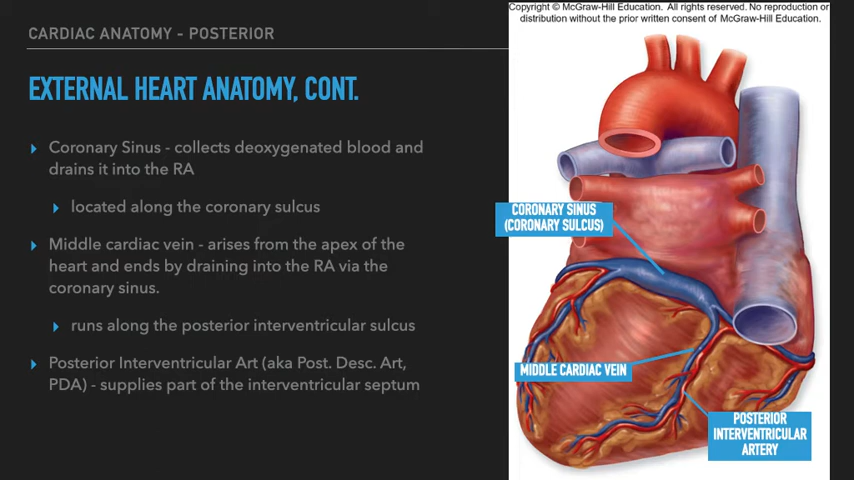 Copyright © McGraw-Hill Education. All rights reserved. No reproduction or
distribution without the prior written consent of McGraw-Hill Education.
CARDIAC ANATOMY - POSTERIOR
EXTERNAL HEART ANATOMY, CONT.
Coronary Sinus - collects deoxygenated blood and
drains it into the RA
located along the coronary sulcus
Middle cardiac vein - arises from the apex of the
heart and ends by draining into the RA via the
coronary sinus.
runs along the posterior interventricular sulcus
Posterior Interventricular Art (aka Post. Desc. Art,
PDA) - supplies part of the interventricular septum
CORONARY SINUS
(CORONARY SULCUS)
MIDDLE CARDIAC VEIN
POSTERIOR
INTERVENTRICULAR
ARTERY